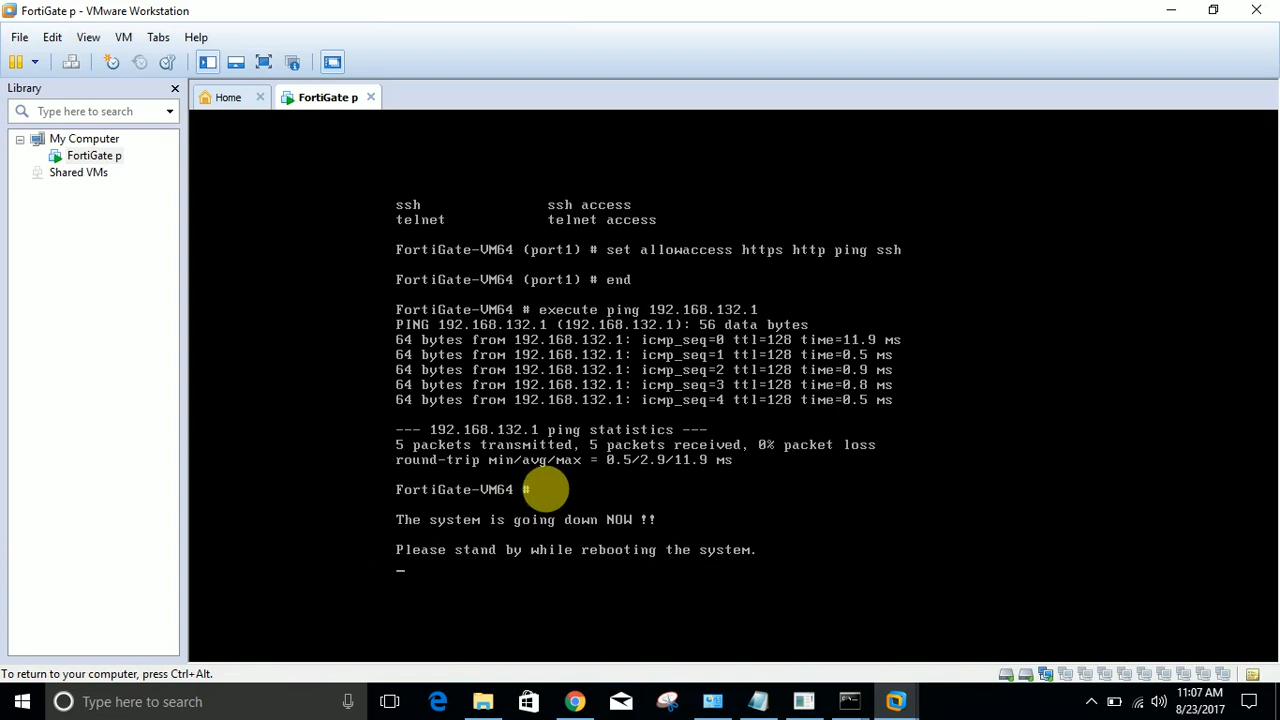 FortiGate p - VMware Workstation
File Edit View VM Tabs Help
Library
Home
FortiGate p
Type here to search
My Computer
FortiGate p
Shared VMs
ssh ssh access
telnet telnet access
FortiGate-VM64 (port1) # set allowaccess https http ping ssh
FortiGate-VM64 (port1) # end
FortiGate-VM64 # execute ping 192.168.132.1
PING 192.168.132.1 (192.168.132.1): 56 data bytes
64 bytes from 192.168.132.1: icmp_seq=0 ttl=128 time=11.9 ms
64 bytes from 192.168.132.1: icmp_seq=1 ttl=128 time=0.5 ms
64 bytes from 192.168.132.1: icmp_seq=2 ttl=128 time=0.9 ms
64 bytes from 192.168.132.1: icmp_seq=3 ttl=128 time=0.8 ms
64 bytes from 192.168.132.1: icmp_seq=4 ttl=128 time=0.5 ms
--- 192.168.132.1 ping statistics ---
5 packets transmitted, 5 packets received, 0% packet loss
round-trip min/avg/max = 0.5/2.9/11.9 ms
FortiGate-VM64 #
The system is going down NOW !!
Please stand by while rebooting the system.
_
To return to your computer, press Ctrl+Alt.
Type here to search
11:07 AM
8/23/2017